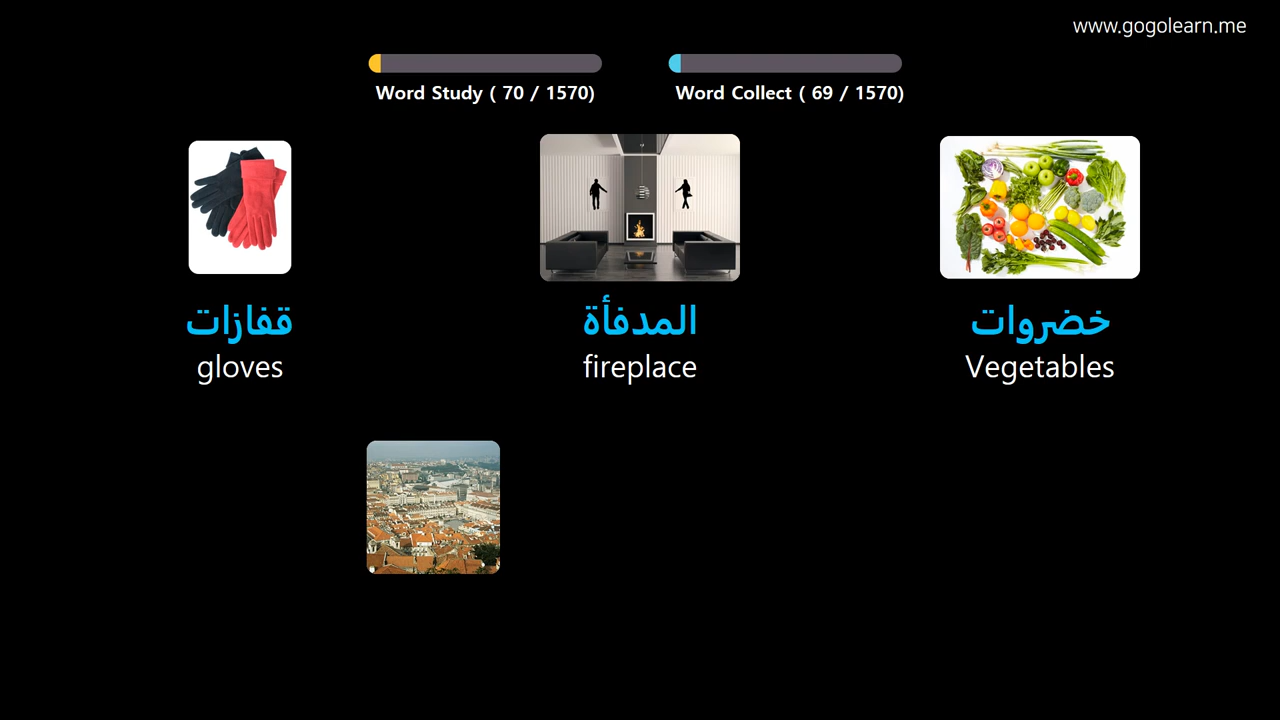 www.gogolearn.me
Word Study ( 70 / 1570)
Word Collect ( 69 / 1570)
قفازات
gloves
المدفأة
fireplace
خضروات
Vegetables